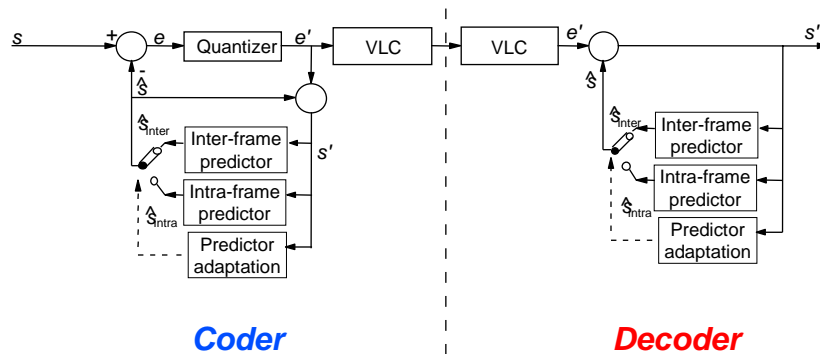 s + e Quantizer e' VLC VLC e' s'
-
ŝ ŝ
ŝInter ŝInter
Inter-frame
predictor
s'
Inter-frame
predictor
Intra-frame
predictor
Intra-frame
predictor
ŝIntra ŝIntra
Predictor
adaptation
Predictor
adaptation
Coder Decoder